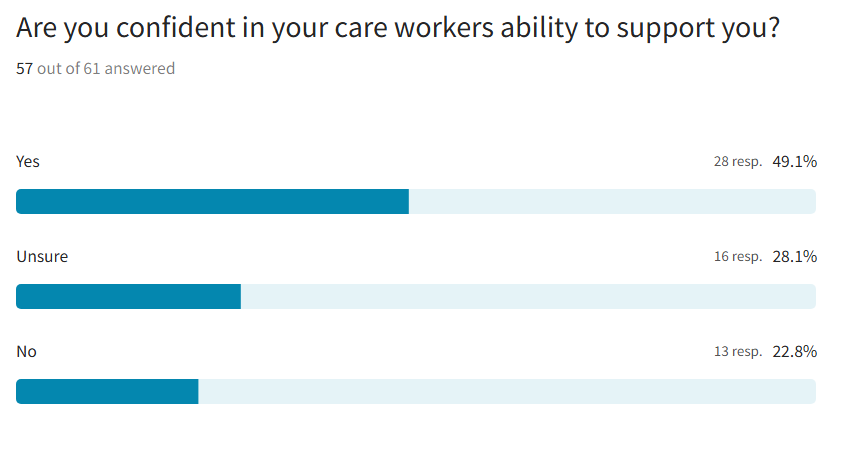 Are you confident in your care workers ability to support you?
57 out of 61 answered
Yes 28 resp. 49.1%
Unsure 16 resp. 28.1%
No 13 resp. 22.8%